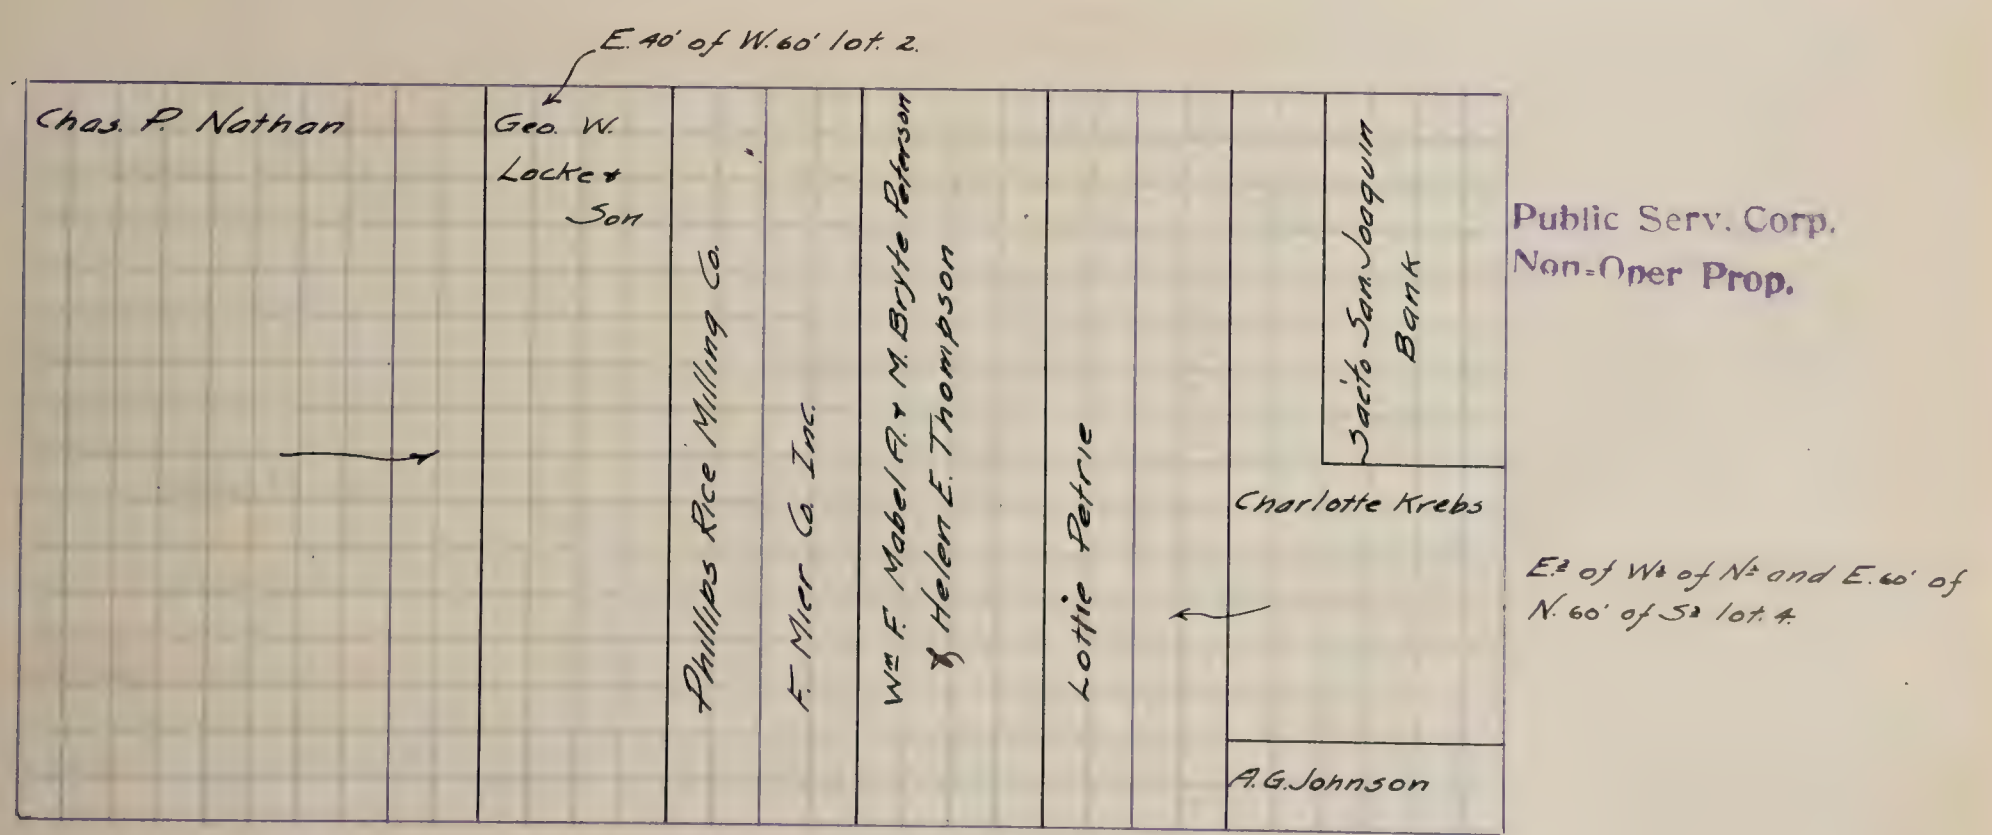 E. 40' of W. 60' lot. 2.
Chas. P. Nathan
Geo. W.
Locke &
Son
Phillips Rice Milling Co.
F. Mier Co. Inc.
Wm F. Mabel A. & M. Bryte Peterson
& Helen E. Thompson
Lottie Petrie
Sac'to San Joaquin
Bank
Public Serv. Corp.
Non-Oper Prop.
Charlotte Krebs
E.½ of W½ of N½ and E. 60' of
N. 60' of S½ lot. 4.
A.G. Johnson